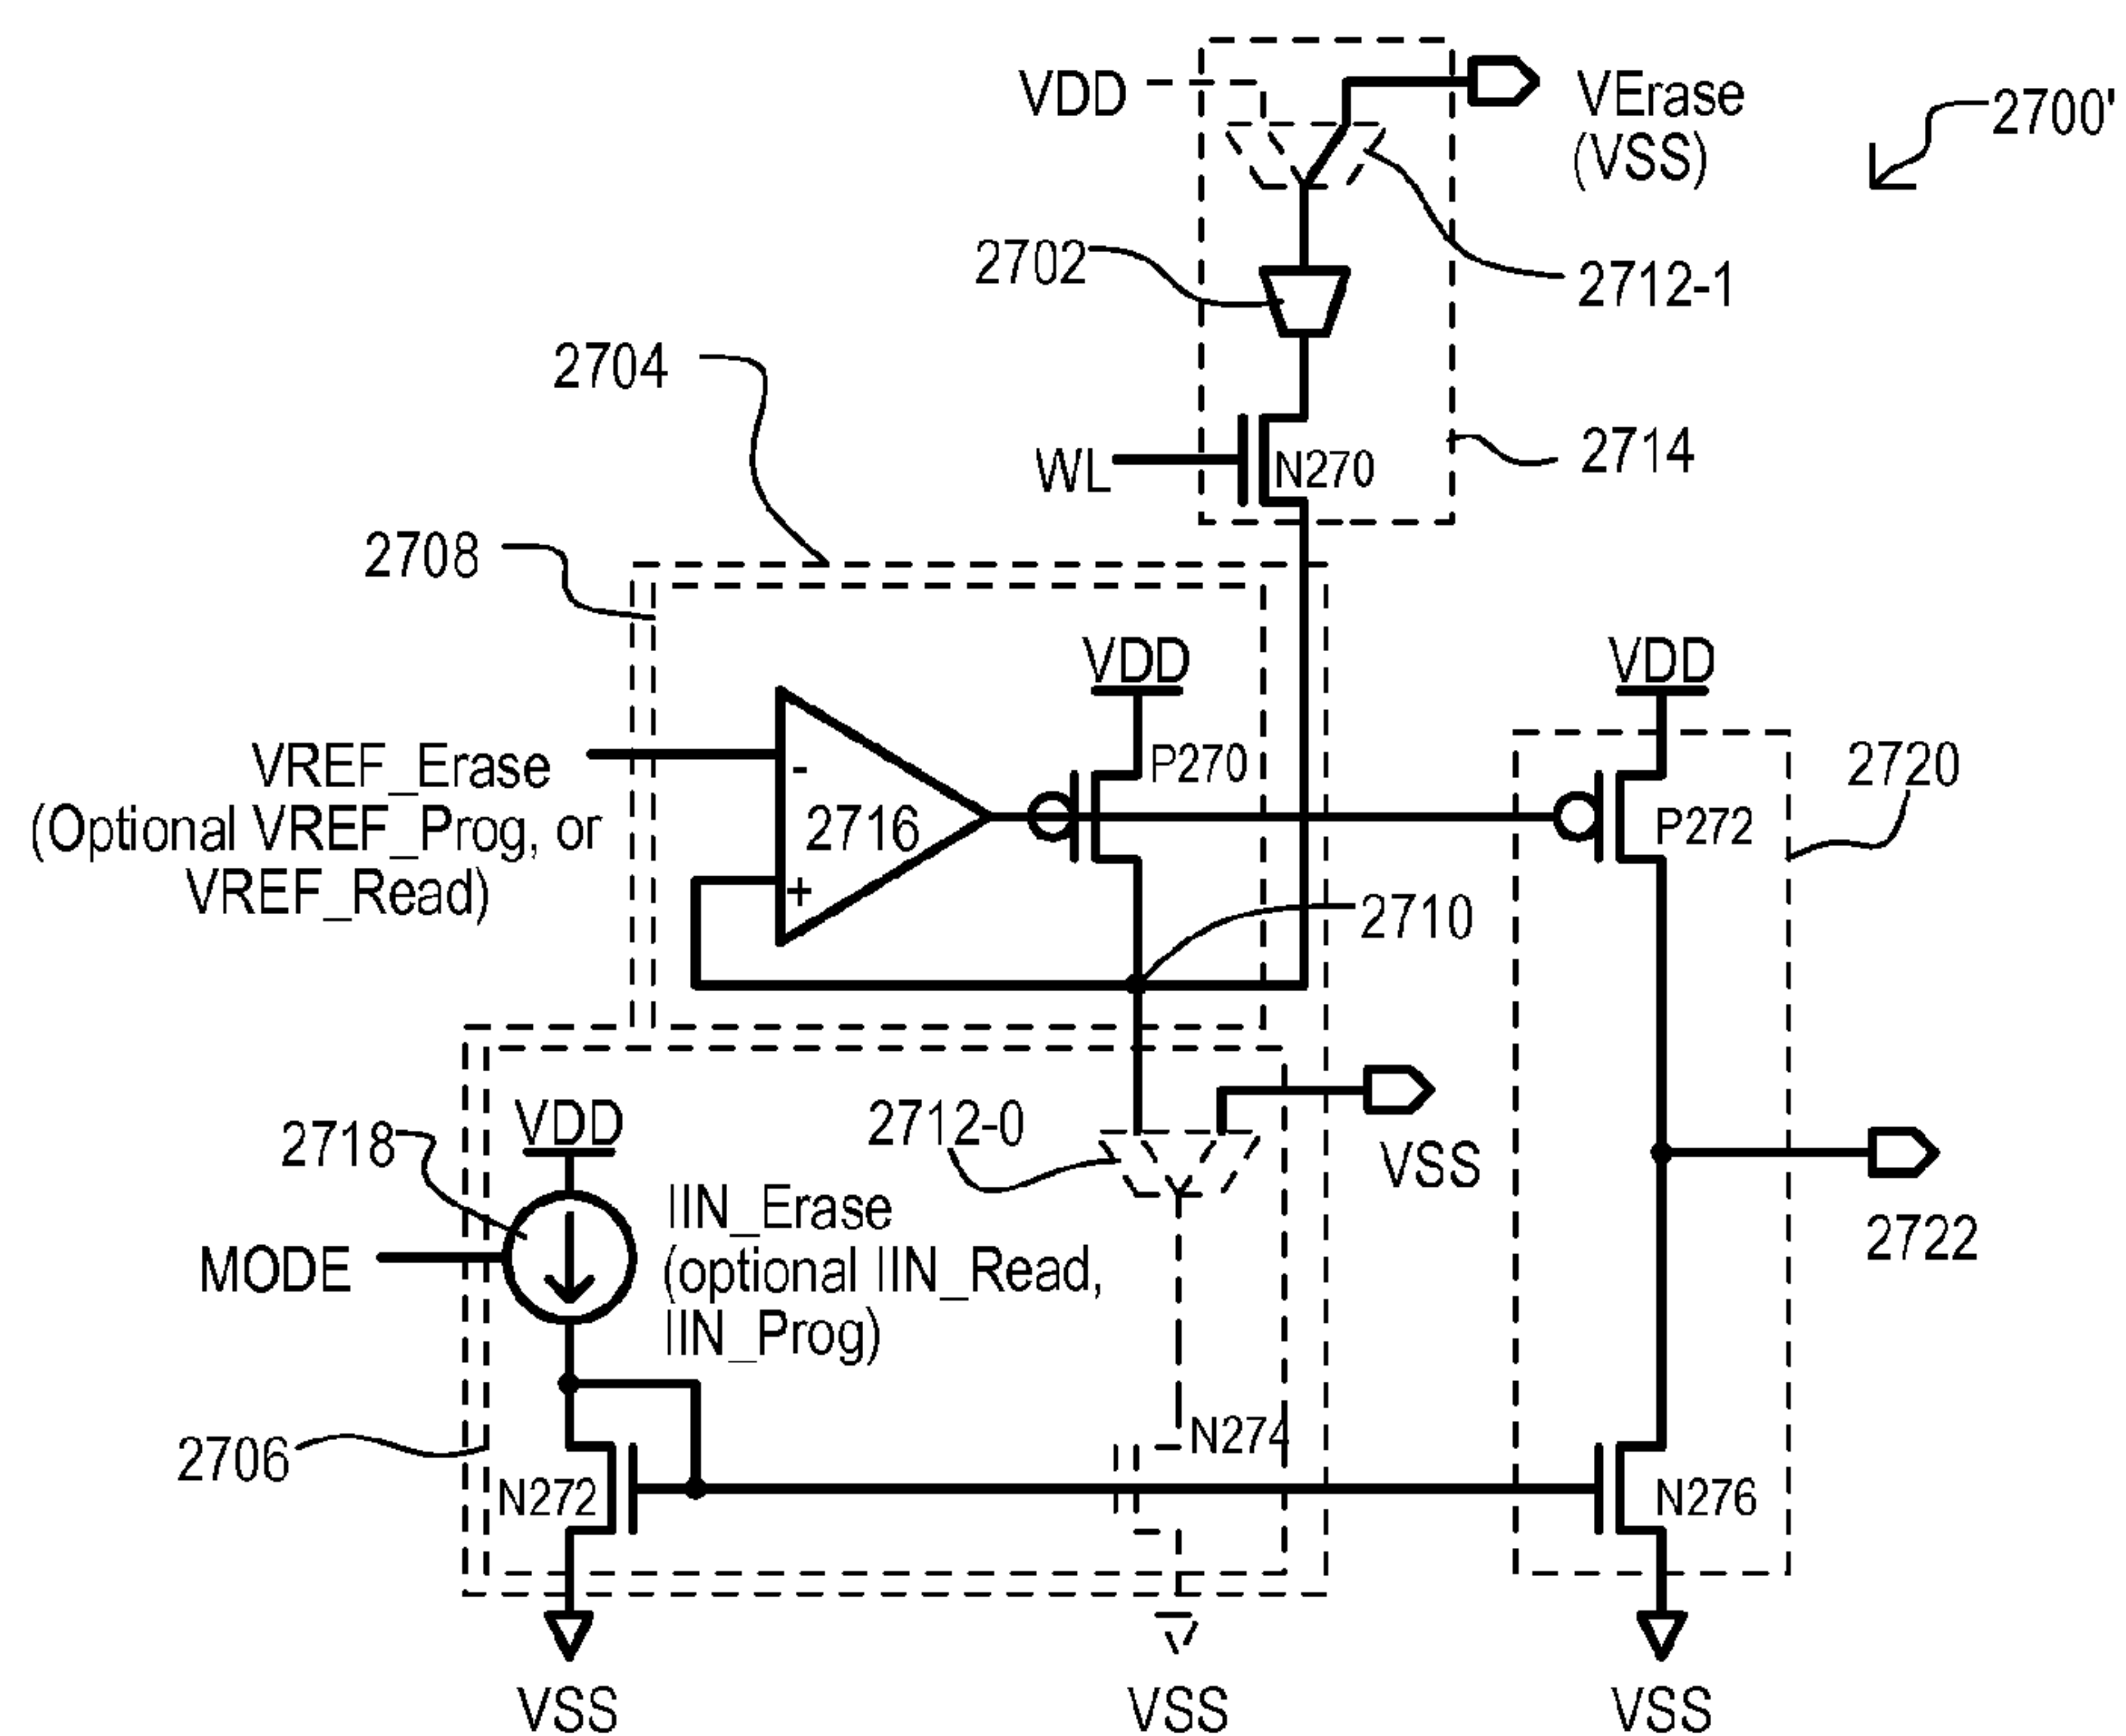 VDD
VErase
(VSS)
2700'
2702
2712-1
2704
WL
N270
2714
2708
VDD
VDD
VREF_Erase
(Optional VREF_Prog, or
VREF_Read)
-
2716
+
P270
P272
2720
2710
2718
VDD
2712-0
VSS
MODE
IIN_Erase
(optional IIN_Read,
IIN_Prog)
2722
2706
N272
N274
N276
VSS
VSS
VSS